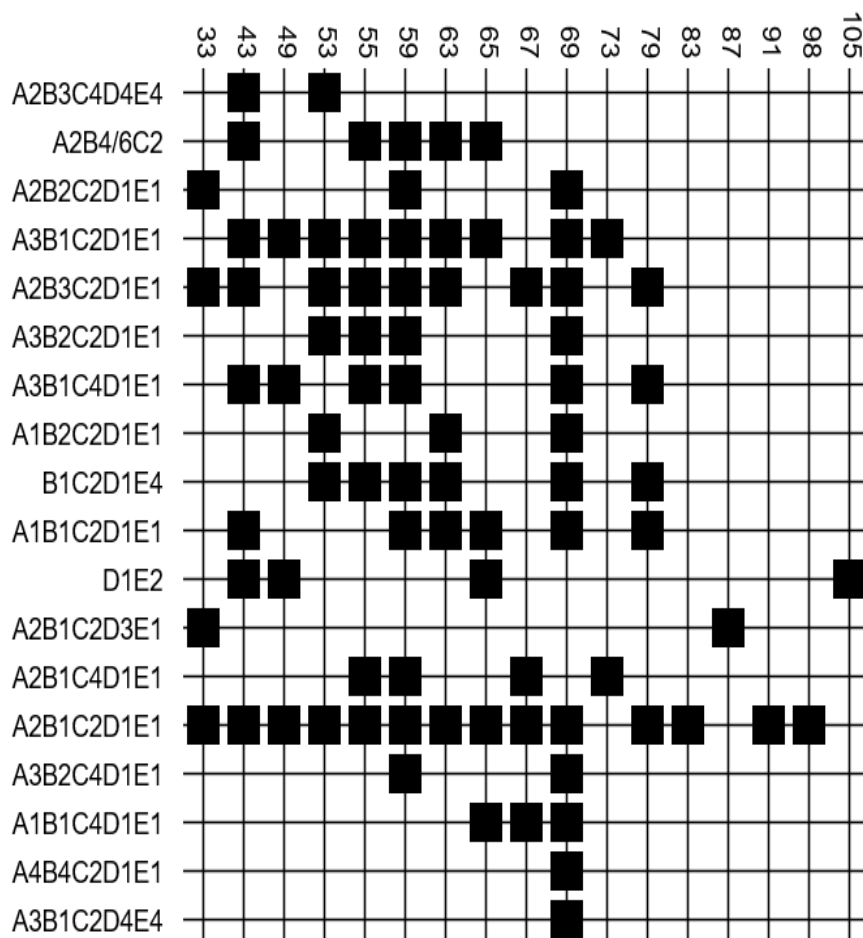 33 43 49 53 55 59 63 65 67 69 73 79 83 87 91 98 105
A2B3C4D4E4
A2B4/6C2
A2B2C2D1E1
A3B1C2D1E1
A2B3C2D1E1
A3B2C2D1E1
A3B1C4D1E1
A1B2C2D1E1
B1C2D1E4
A1B1C2D1E1
D1E2
A2B1C2D3E1
A2B1C4D1E1
A2B1C2D1E1
A3B2C4D1E1
A1B1C4D1E1
A4B4C2D1E1
A3B1C2D4E4